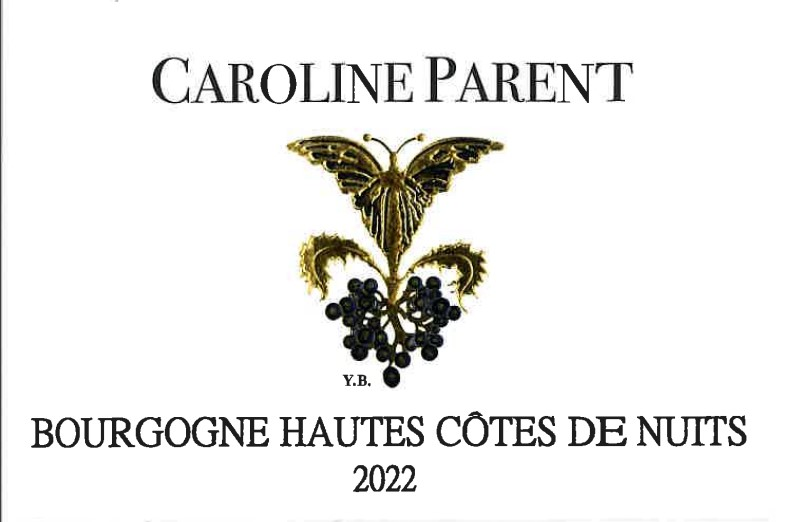 CAROLINE PARENT
Y.B.
BOURGOGNE HAUTES CÔTES DE NUITS
2022